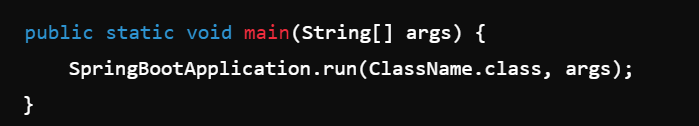 public static void main(String[] args) {
SpringBootApplication.run(ClassName.class, args);
}